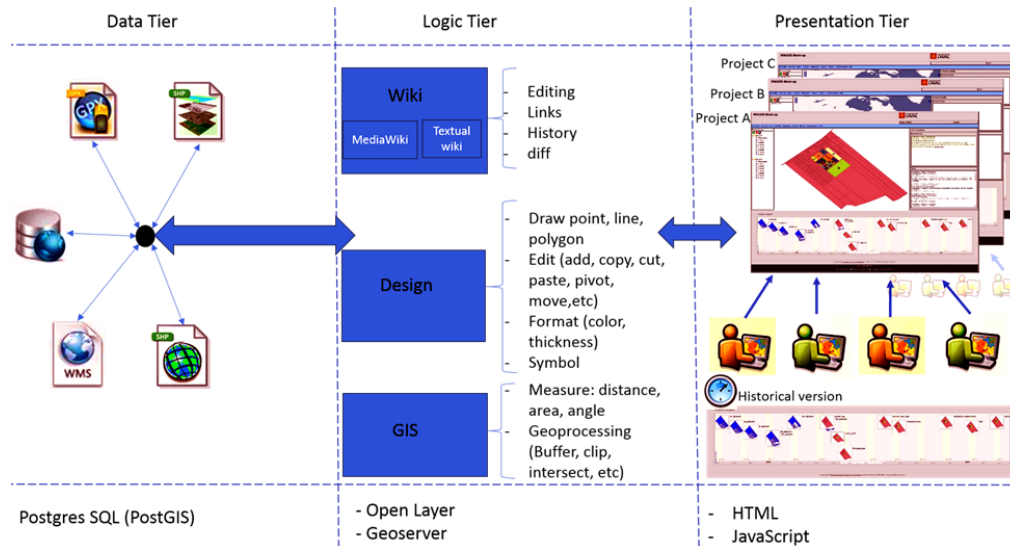 Data Tier
Logic Tier
Presentation Tier
GPX
SHP
WMS
SHP
Wiki
MediaWiki
Textual
wiki
- Editing
- Links
- History
- diff
Design
- Draw point, line,
polygon
- Edit (add, copy, cut,
paste, pivot,
move,etc)
- Format (color,
thickness)
- Symbol
GIS
- Measure: distance,
area, angle
- Geoprocessing
(Buffer, clip,
intersect, etc)
Project C
Project B
Project A
Historical version
Postgres SQL (PostGIS)
- Open Layer
- Geoserver
- HTML
- JavaScript